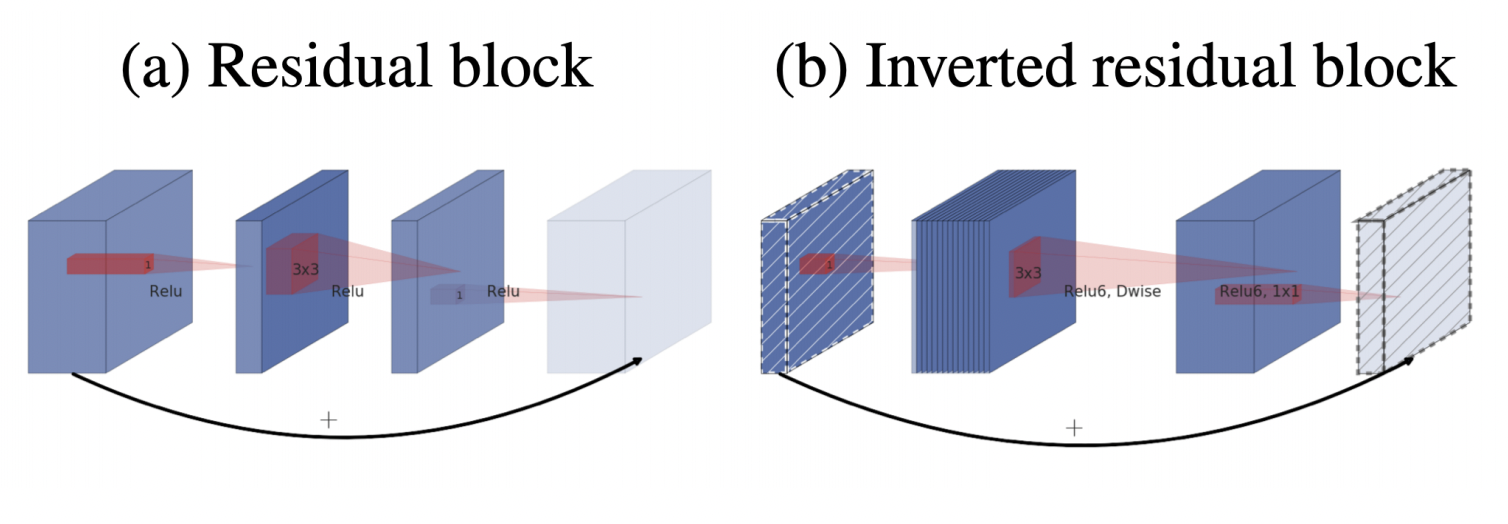 (a) Residual block
(b) Inverted residual block
1
Relu
3x3
Relu
1
Relu
+
1
3x3
Relu6, Dwise
Relu6, 1x1
+